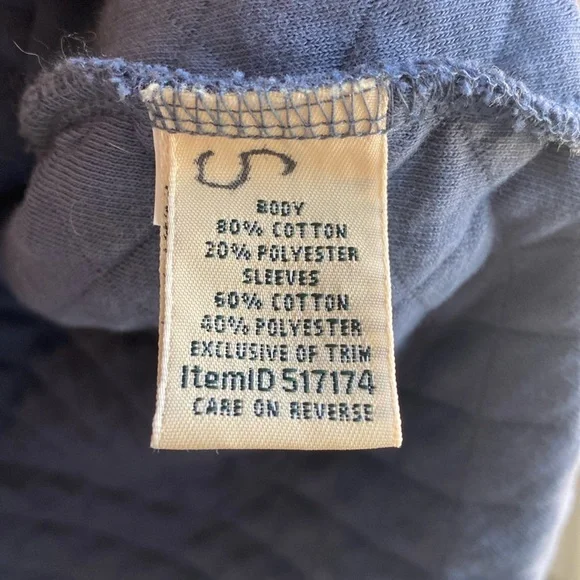 S
BODY
80% COTTON
20% POLYESTER
SLEEVES
60% COTTON
40% POLYESTER
EXCLUSIVE OF TRIM
ItemID 517174
CARE ON REVERSE